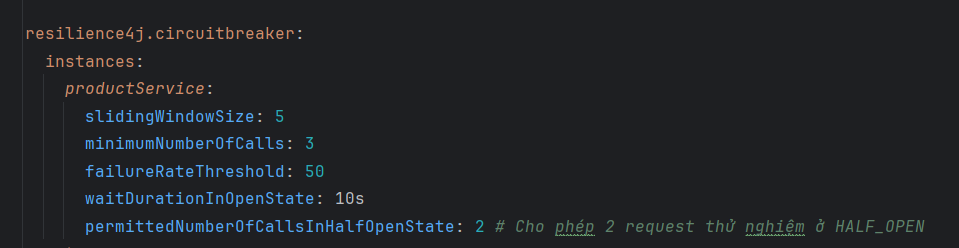 resilience4j.circuitbreaker:
instances:
productService:
slidingWindowSize: 5
minimumNumberOfCalls: 3
failureRateThreshold: 50
waitDurationInOpenState: 10s
permittedNumberOfCallsInHalfOpenState: 2 # Cho phép 2 request thử nghiệm ở HALF_OPEN